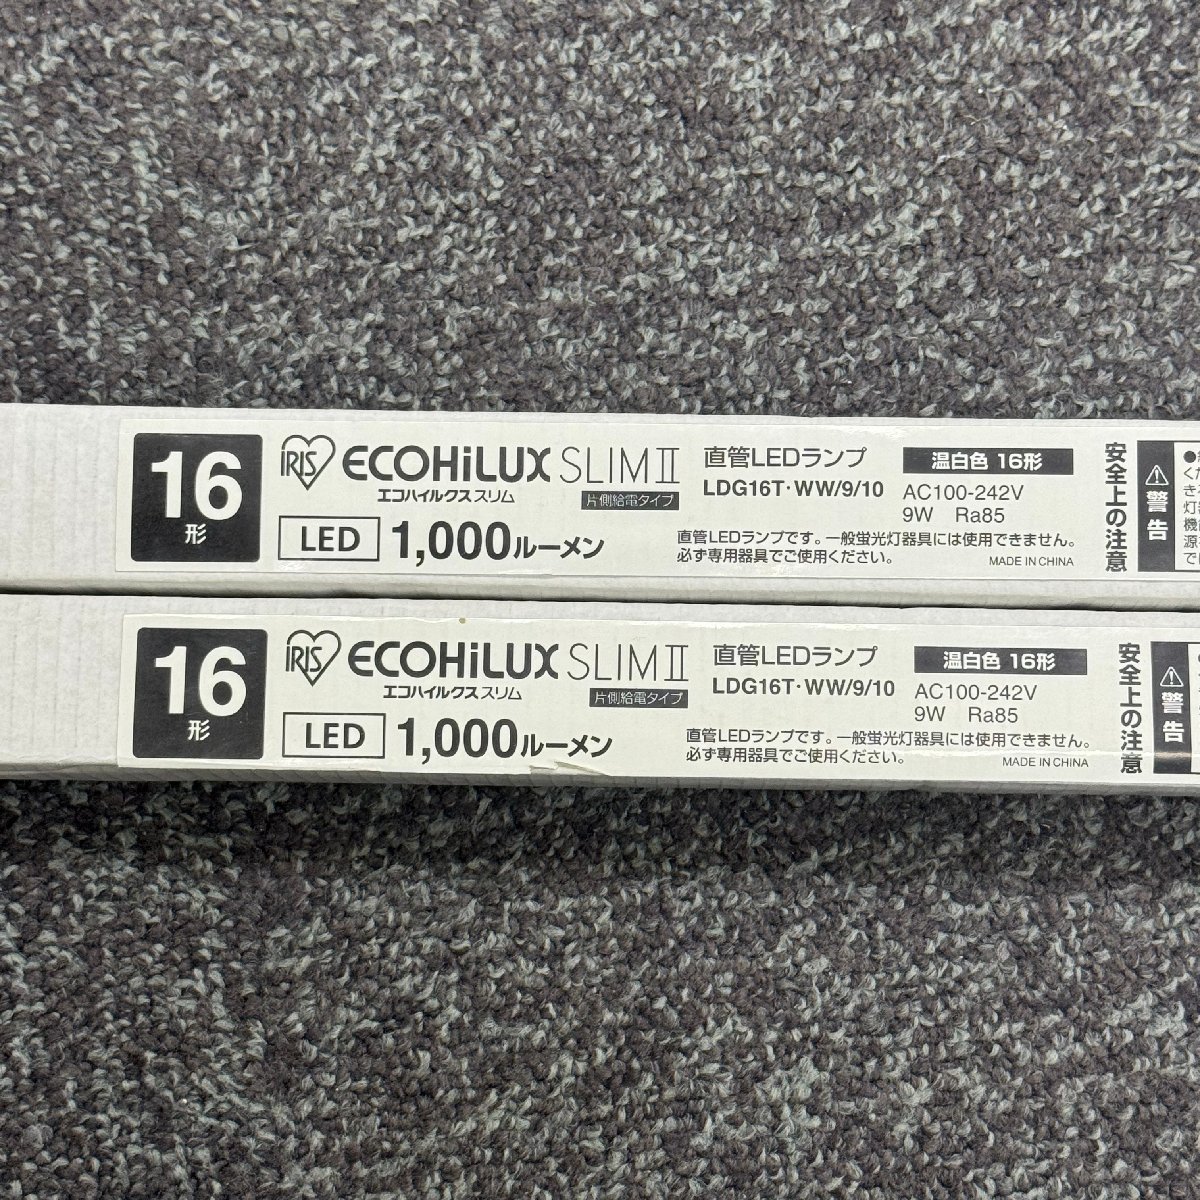 16
形
IRIS ECOHiLUX SLIMⅡ
エコハイルクススリム
片側給電タイプ
LED 1,000ルーメン
直管LEDランプ
LDG16T・WW/9/10
温白色 16形
AC100-242V
9W Ra85
直管LEDランプです。一般蛍光灯器具には使用できません。
必ず専用器具でご使用ください。
MADE IN CHINA
安全上の注意
警告
16
形
IRIS ECOHiLUX SLIMⅡ
エコハイルクススリム
片側給電タイプ
LED 1,000ルーメン
直管LEDランプ
LDG16T・WW/9/10
温白色 16形
AC100-242V
9W Ra85
直管LEDランプです。一般蛍光灯器具には使用できません。
必ず専用器具でご使用ください。
MADE IN CHINA
安全上の注意
警告